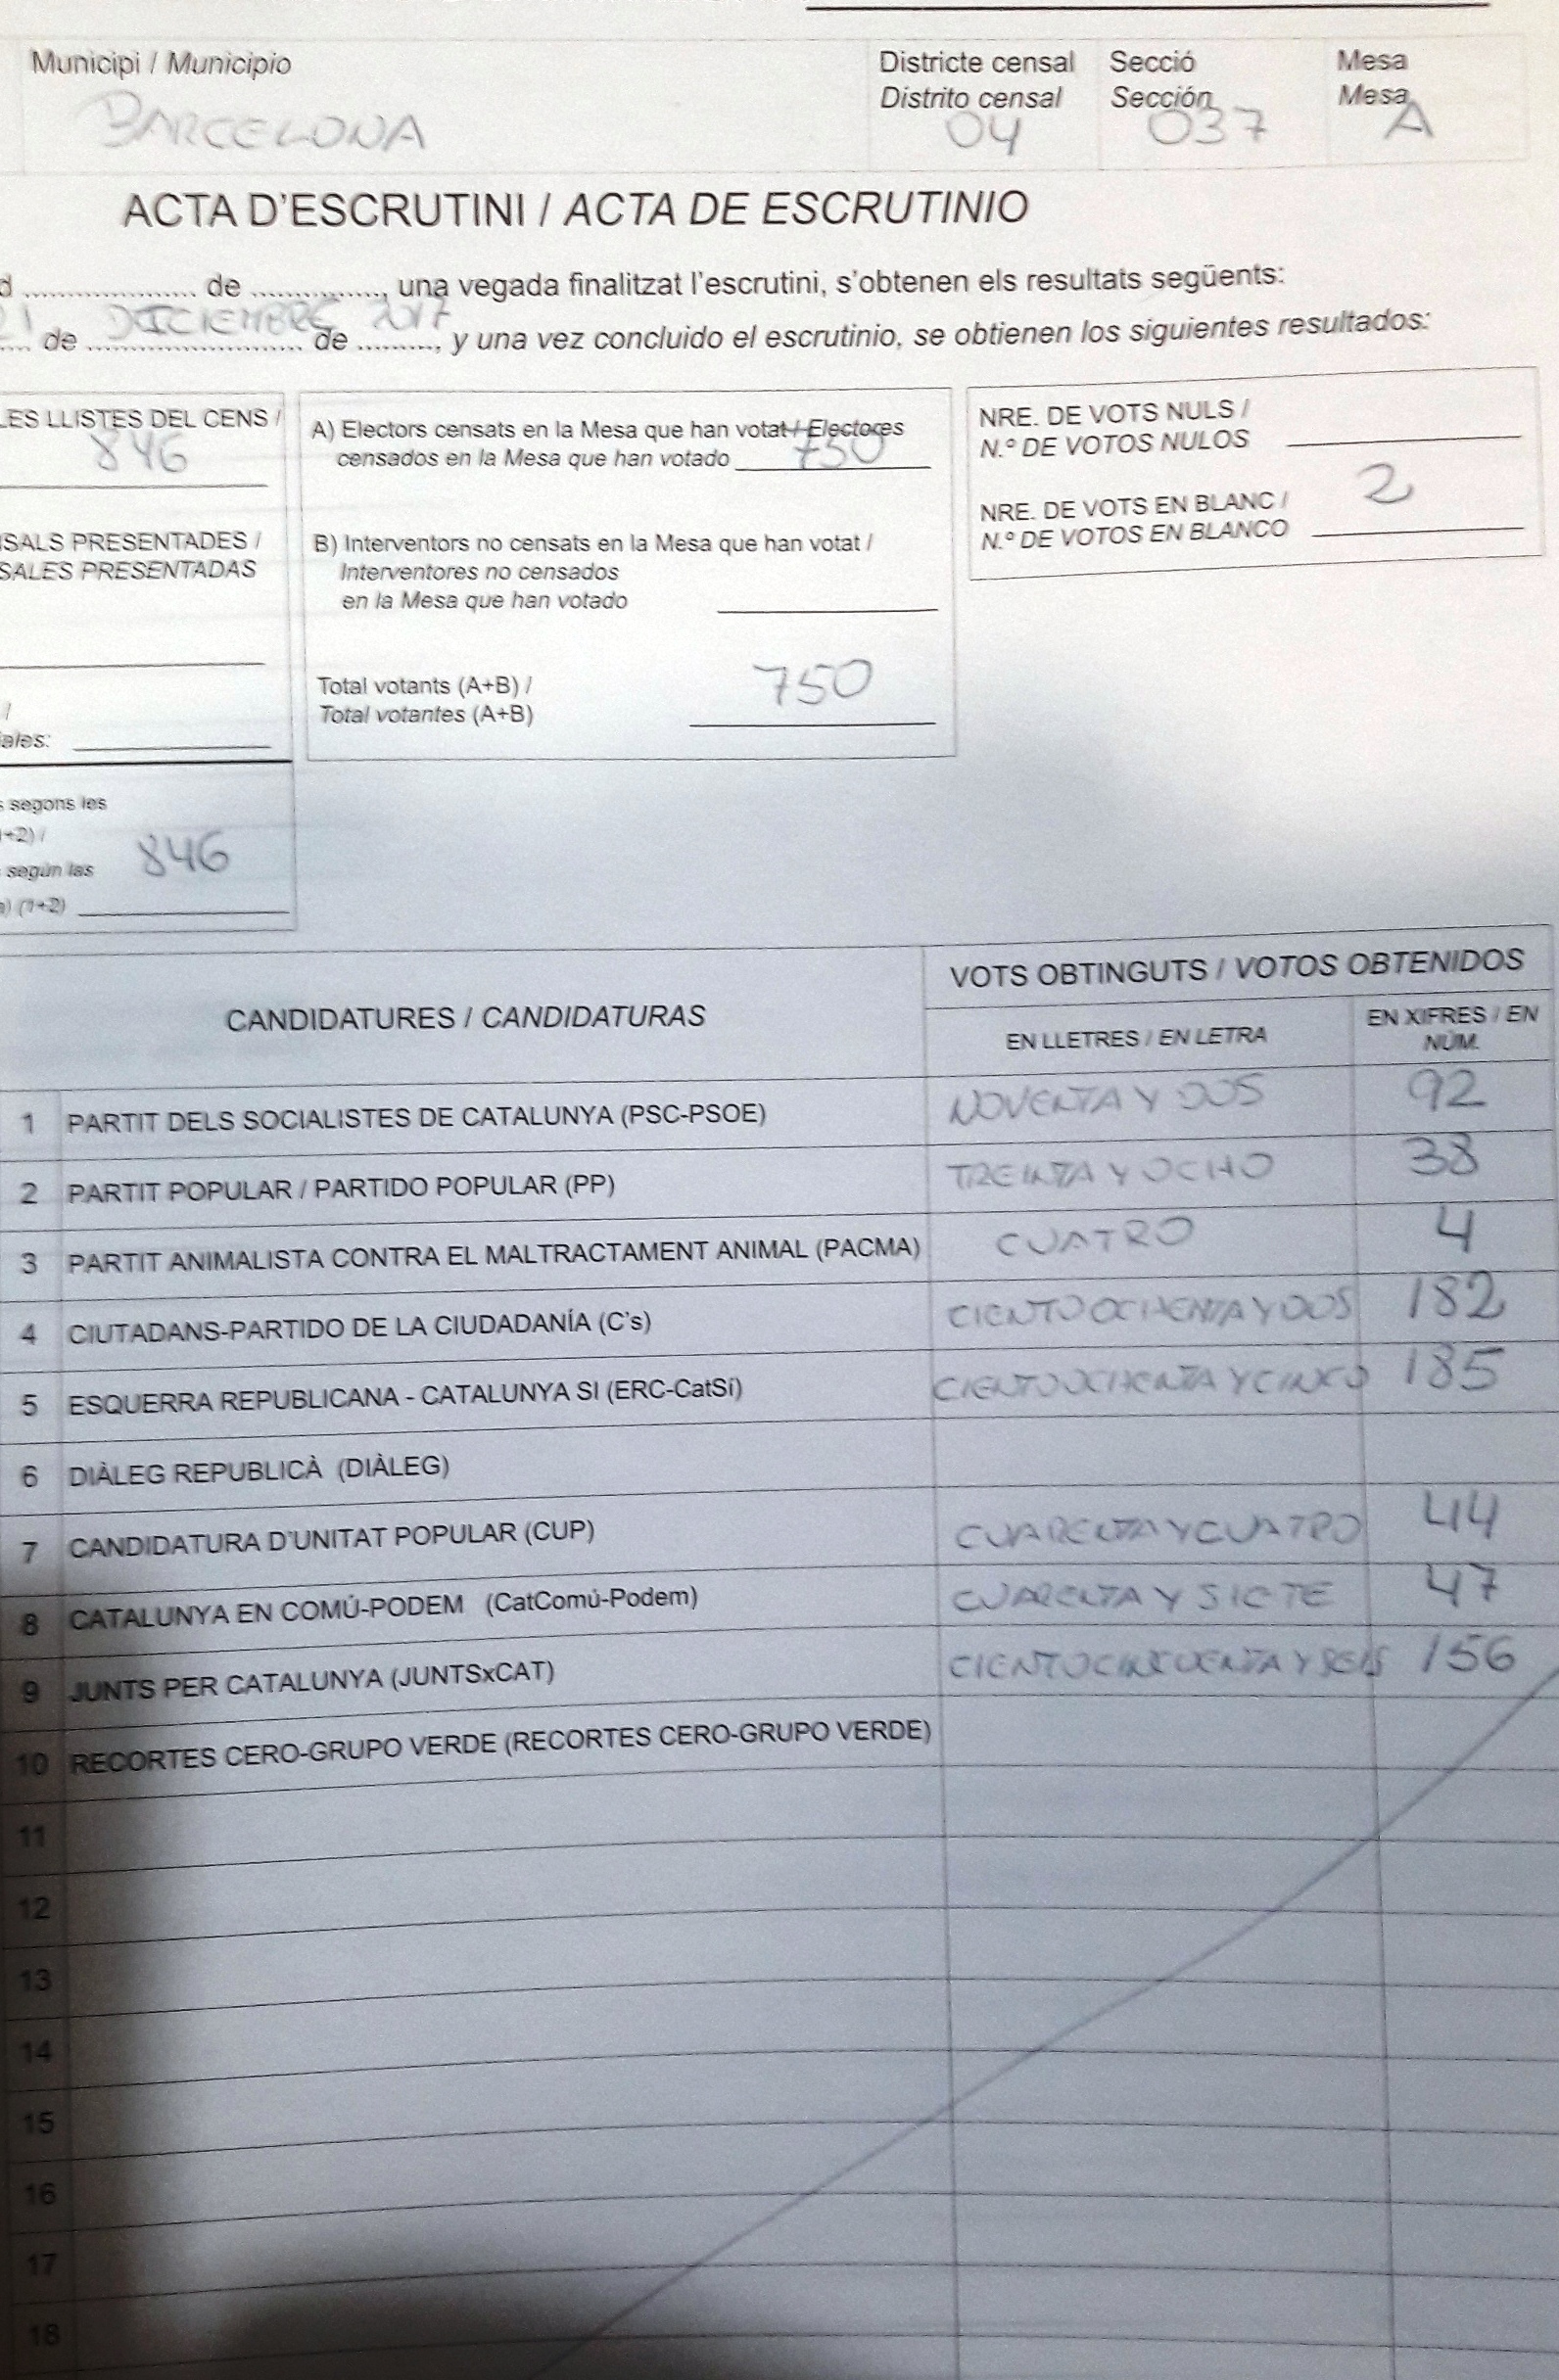 Municipi / Municipio
BARCELONA
Districte censal
Distrito censal
04
Secció
Sección
037
Mesa
Mesa
A
ACTA D'ESCRUTINI / ACTA DE ESCRUTINIO
d .................... de ..............., una vegada finalitzat l'escrutini, s'obtenen els resultats següents:
21 de DICIEMBRE de 2017, y una vez concluido el escrutinio, se obtienen los siguientes resultados:
LES LLISTES DEL CENS /
846
SALS PRESENTADES /
SALES PRESENTADAS
/
ales:
s segons les
+2) /
según las
846
) (1+2)
A) Electors censats en la Mesa que han votat / Electores
censados en la Mesa que han votado 750
B) Interventors no censats en la Mesa que han votat /
Interventores no censados
en la Mesa que han votado
Total votants (A+B) /
Total votantes (A+B)
750
NRE. DE VOTS NULS /
N.º DE VOTOS NULOS
NRE. DE VOTS EN BLANC /
N.º DE VOTOS EN BLANCO
2
CANDIDATURES / CANDIDATURAS
VOTS OBTINGUTS / VOTOS OBTENIDOS
EN LLETRES / EN LETRA
EN XIFRES / EN
NÚM.
1 PARTIT DELS SOCIALISTES DE CATALUNYA (PSC-PSOE) NOVENTA Y DOS 92
2 PARTIT POPULAR / PARTIDO POPULAR (PP) TREINTA Y OCHO 38
3 PARTIT ANIMALISTA CONTRA EL MALTRACTAMENT ANIMAL (PACMA) CUATRO 4
4 CIUTADANS-PARTIDO DE LA CIUDADANÍA (C's) CIENTO OCHENTA Y DOS 182
5 ESQUERRA REPUBLICANA - CATALUNYA SI (ERC-CatSí) CIENTO OCHENTA Y CINCO 185
6 DIÀLEG REPUBLICÀ (DIÀLEG)
7 CANDIDATURA D'UNITAT POPULAR (CUP) CUARENTA Y CUATRO 44
8 CATALUNYA EN COMÚ-PODEM (CatComú-Podem) CUARENTA Y SIETE 47
9 JUNTS PER CATALUNYA (JUNTSxCAT) CIENTO CINCUENTA Y SEIS 156
10 RECORTES CERO-GRUPO VERDE (RECORTES CERO-GRUPO VERDE)
11
12
13
14
15
16
17
18